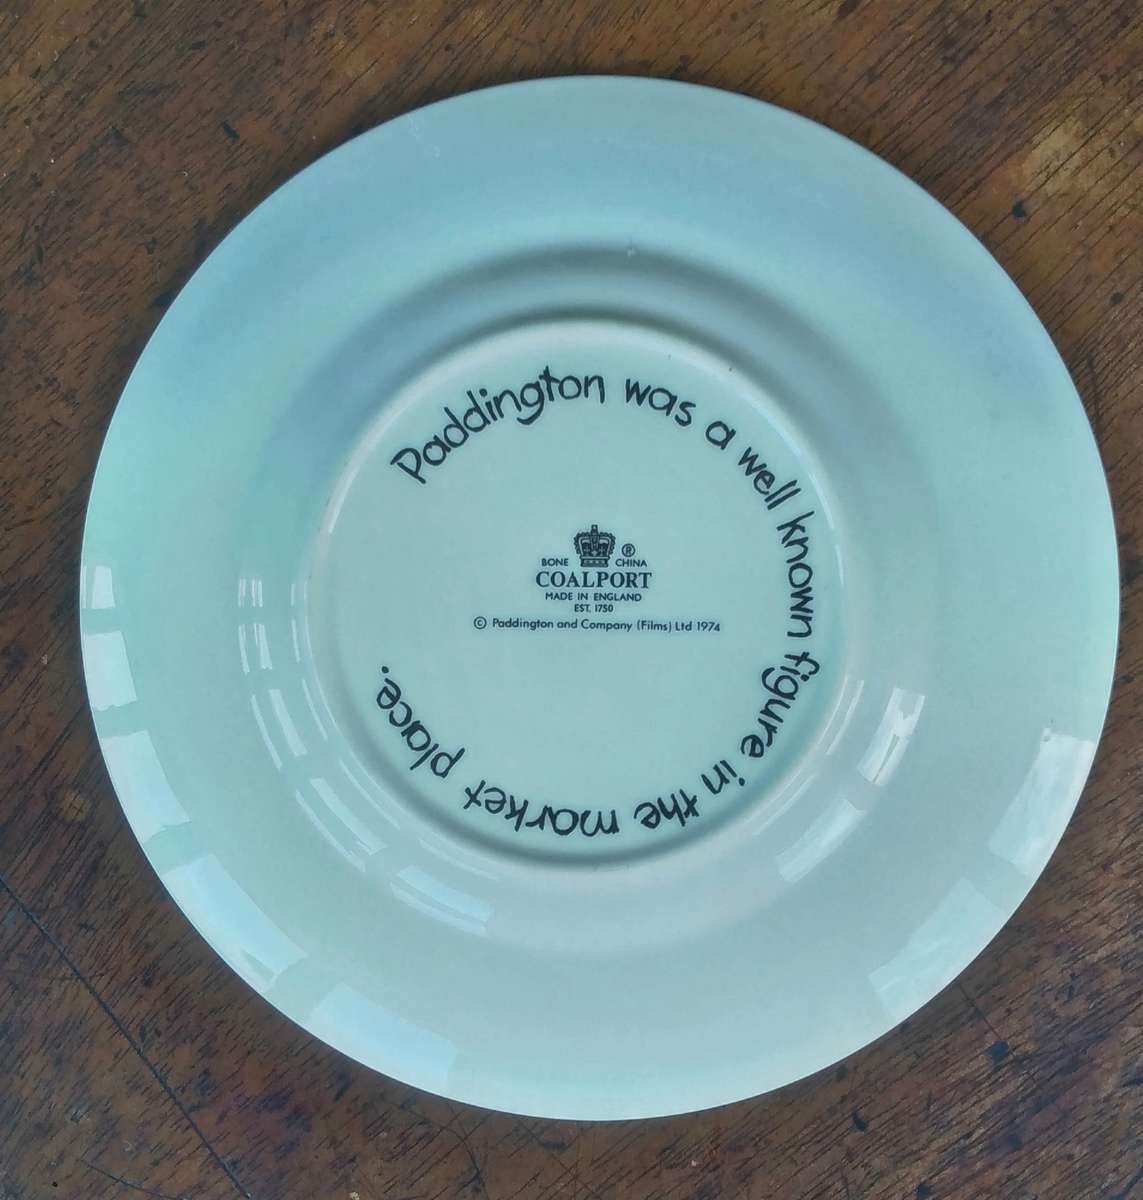 Paddington was a well known figure in the market place.
BONE CHINA ®
COALPORT
MADE IN ENGLAND
EST. 1750
© Paddington and Company (Films) Ltd 1974